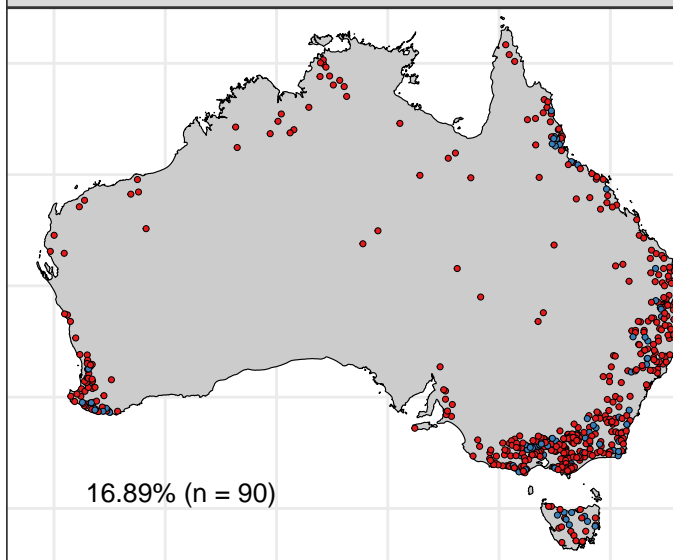 16.89% (n = 90)